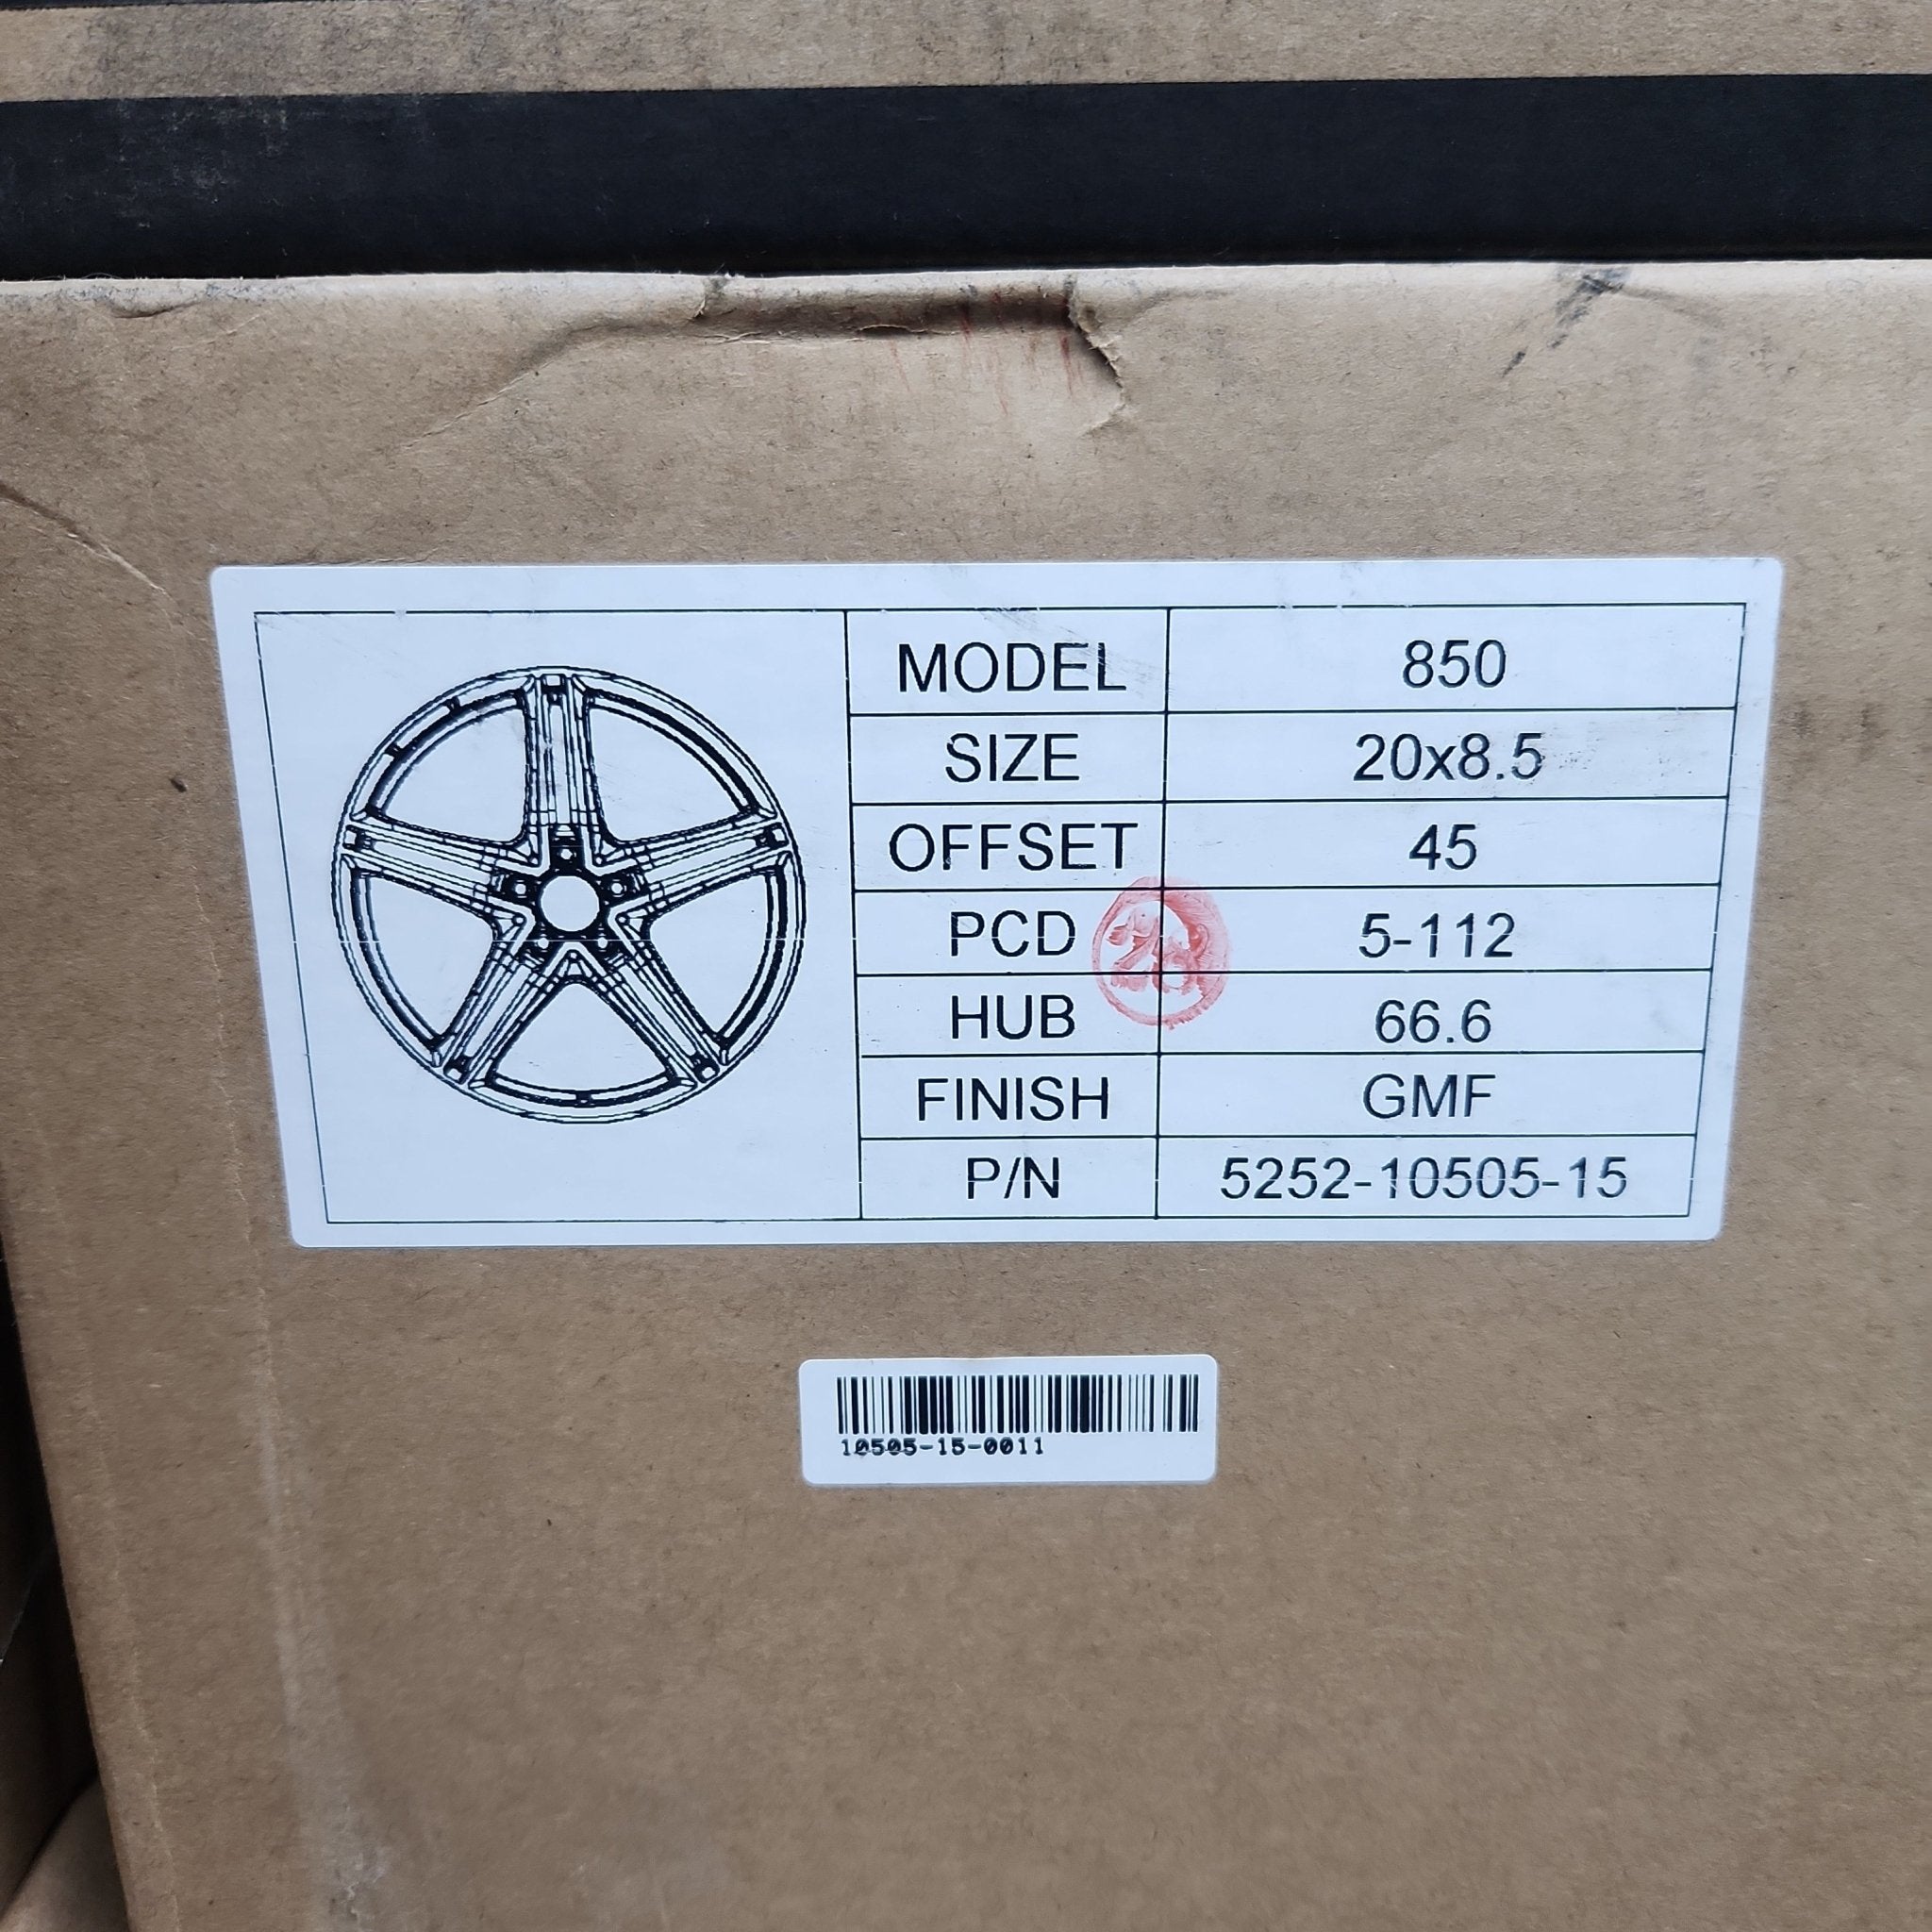 MODEL 850
SIZE 20x8.5
OFFSET 45
PCD 5-112
HUB 66.6
FINISH GMF
P/N 5252-10505-15
10505-15-0011